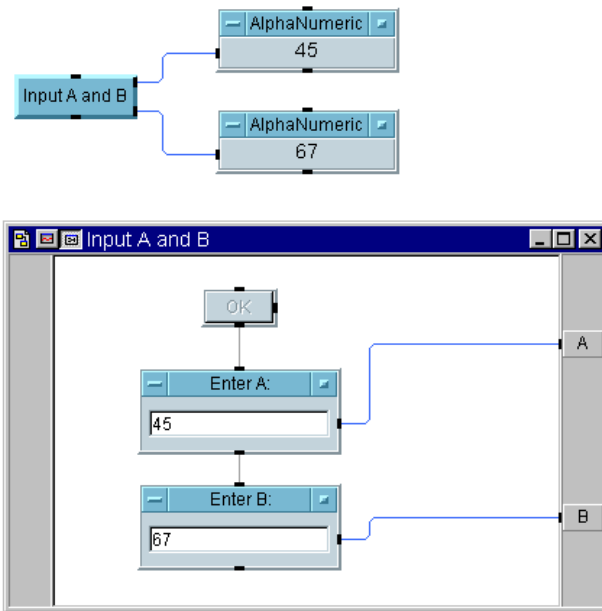 AlphaNumeric
45
Input A and B
AlphaNumeric
67
Input A and B
OK
A
Enter A:
45
Enter B:
B
67